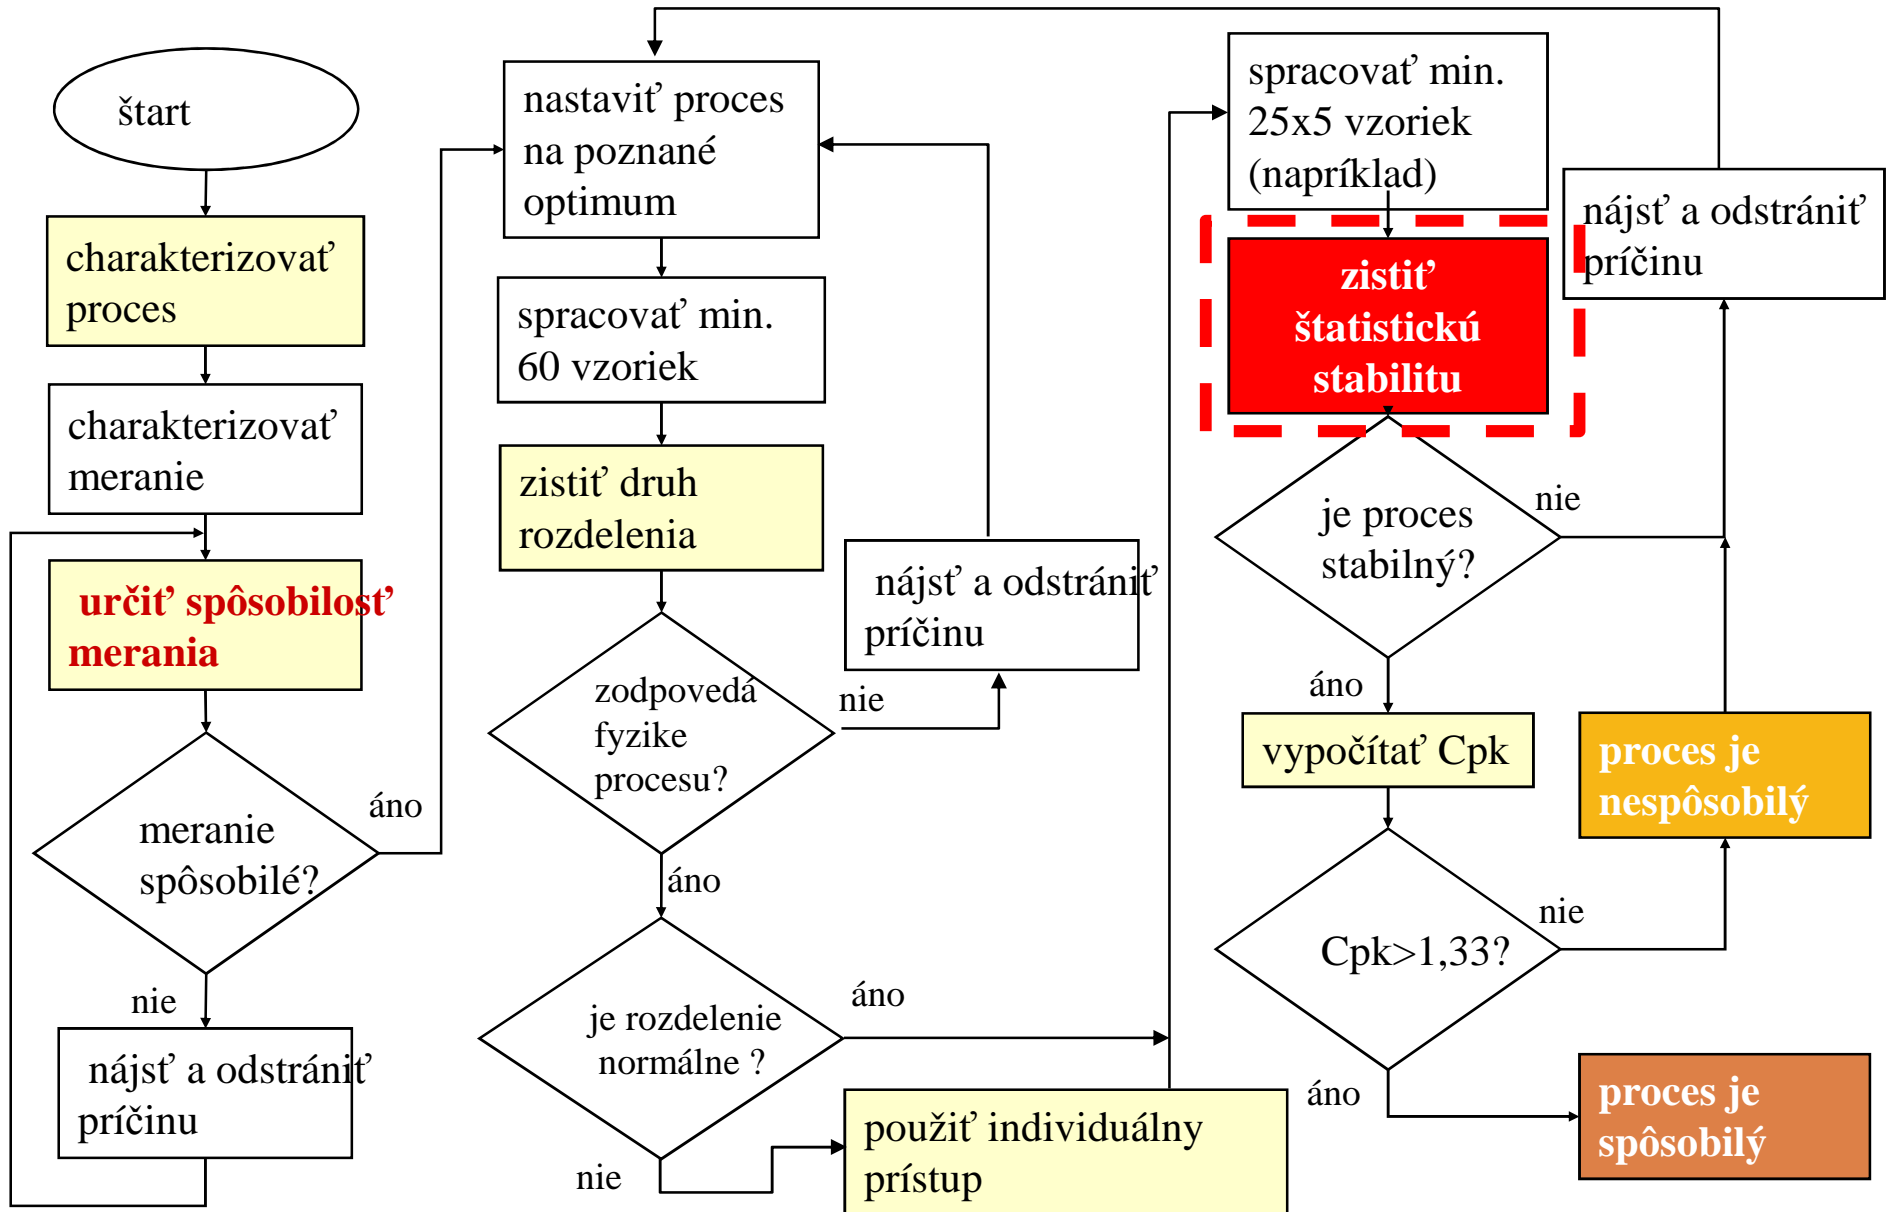 štart
charakterizovať
proces
charakterizovať
meranie
určiť spôsobilosť
merania
meranie
spôsobilé?
áno
nie
nájsť a odstrániť
príčinu
nastaviť proces
na poznané
optimum
spracovať min.
60 vzoriek
zistiť druh
rozdelenia
zodpovedá
fyzike
procesu?
nie
nájsť a odstrániť
príčinu
áno
je rozdelenie
normálne ?
áno
nie
použiť individuálny
prístup
spracovať min.
25x5 vzoriek
(napríklad)
zistiť
štatistickú
stabilitu
je proces
stabilný?
nie
nájsť a odstrániť
príčinu
áno
vypočítať Cpk
Cpk>1,33?
nie
proces je
nespôsobilý
áno
proces je
spôsobilý